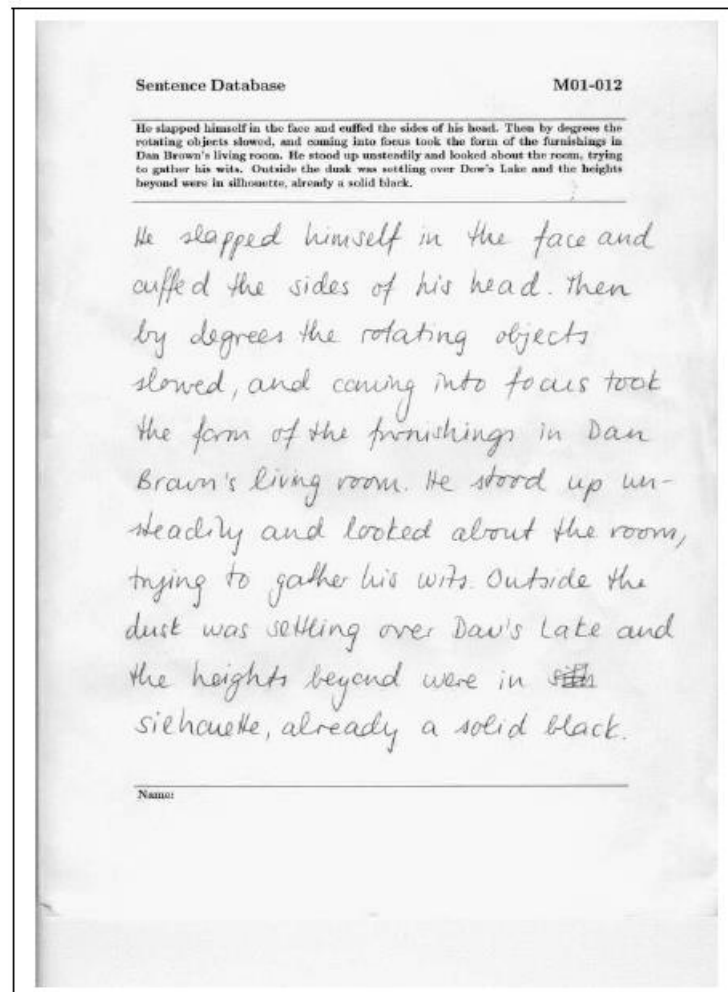 Sentence Database M01-012
He slapped himself in the face and cuffed the sides of his head. Then by degrees the
rotating objects slowed, and coming into focus took the form of the furnishings in
Dan Brown's living room. He stood up unsteadily and looked about the room, trying
to gather his wits. Outside the dusk was settling over Dow's Lake and the heights
beyond were in silhouette, already a solid black.
He slapped himself in the face and
cuffed the sides of his head. Then
by degrees the rotating objects
slowed, and coming into focus took
the form of the furnishings in Dan
Brown's living room. He stood up un-
steadily and looked about the room,
trying to gather his wits. Outside the
dusk was settling over Dow's Lake and
the heights beyond were in
silhouette, already a solid black.
Name: